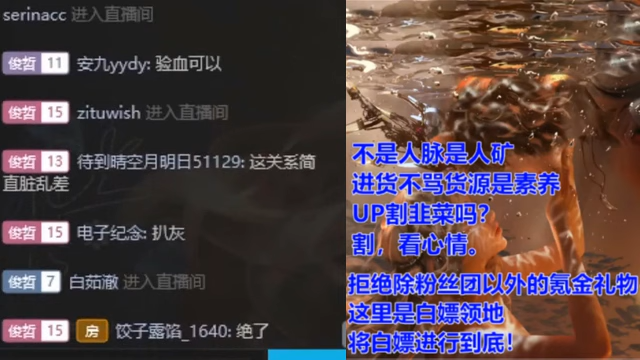 serinacc 进入直播间
俊哲 11 安九yydy: 验血可以
俊哲 15 zituwish 进入直播间
俊哲 13 待到晴空月明日51129: 这关系简
直脏乱差
俊哲 15 电子纪念: 扒灰
俊哲 7 白茹澈 进入直播间
俊哲 15 房 饺子露馅_1640: 绝了
不是人脉是人矿
进货不骂货源是素养
UP割韭菜吗?
割，看心情。
拒绝除粉丝团以外的氪金礼物
这里是白嫖领地
将白嫖进行到底!